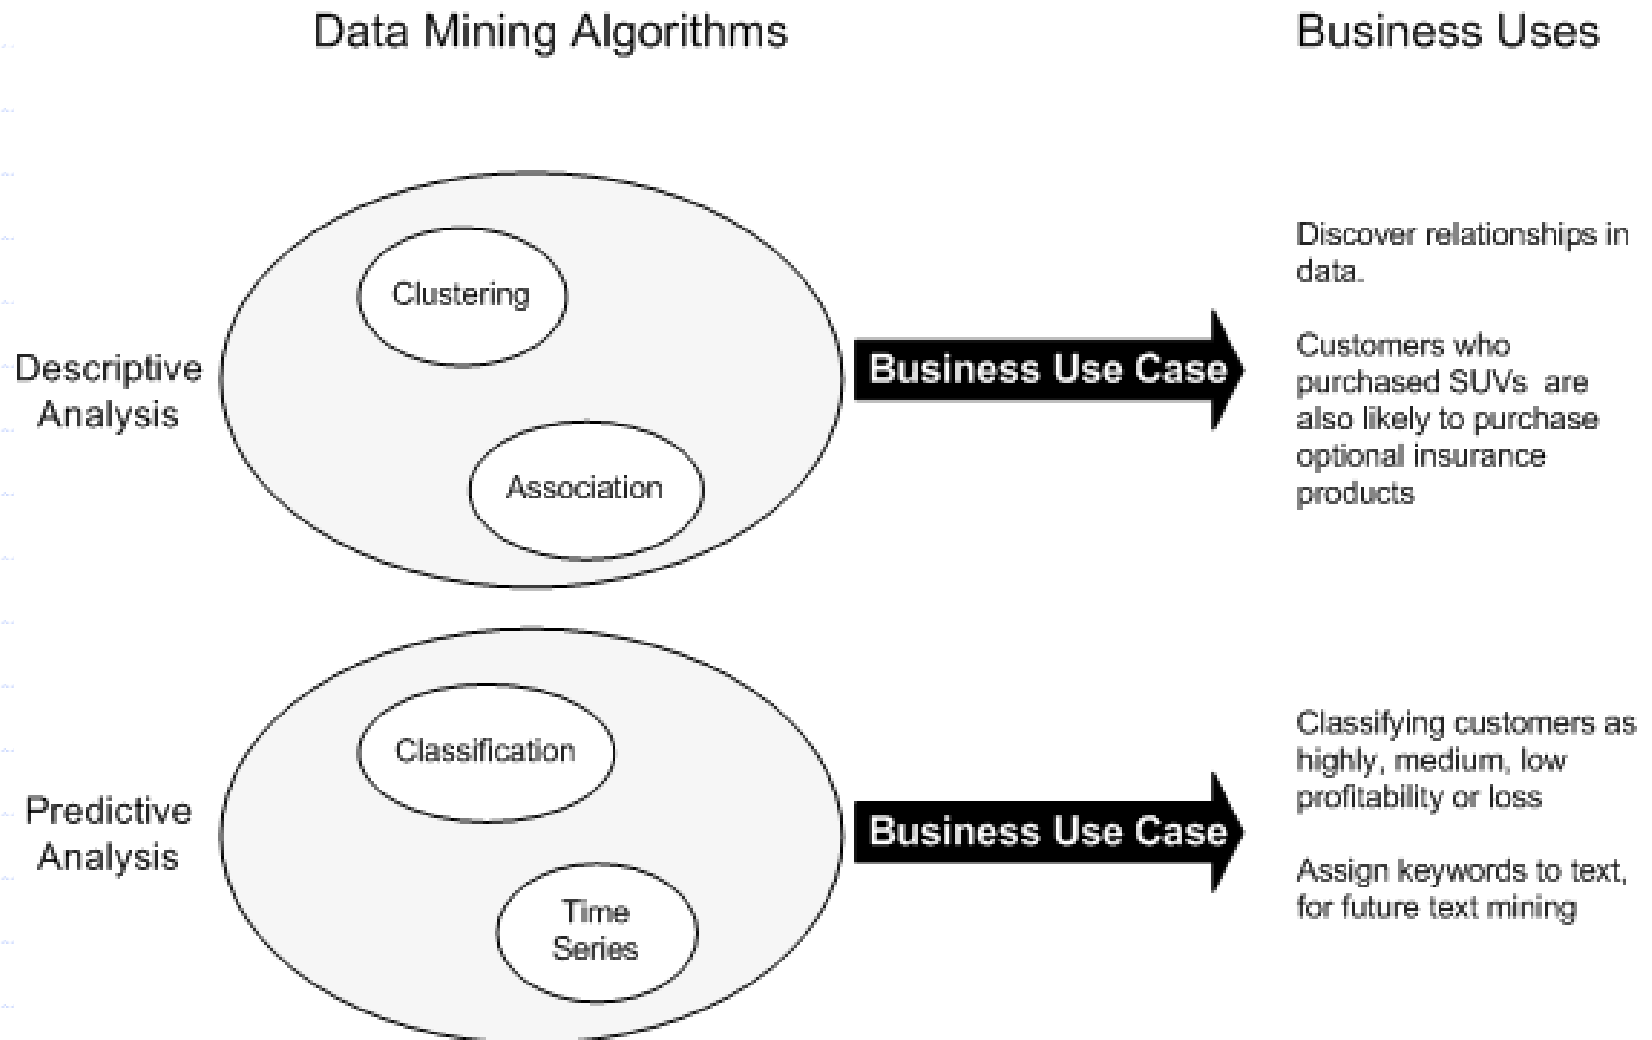 Data Mining Algorithms
Business Uses
Descriptive
Analysis
Clustering
Association
Business Use Case
Discover relationships in
data.
Customers who
purchased SUVs are
also likely to purchase
optional insurance
products
Predictive
Analysis
Classification
Time
Series
Business Use Case
Classifying customers as
highly, medium, low
profitability or loss
Assign keywords to text,
for future text mining